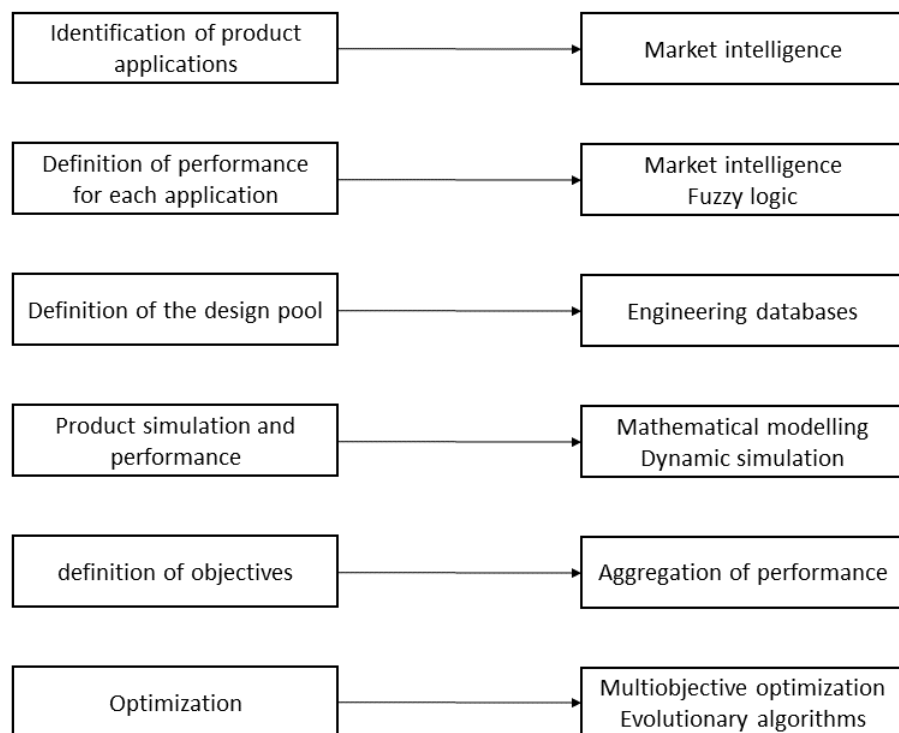 Identification of product
applications
Market intelligence
Definition of performance
for each application
Market intelligence
Fuzzy logic
Definition of the design pool
Engineering databases
Product simulation and
performance
Mathematical modelling
Dynamic simulation
definition of objectives
Aggregation of performance
Optimization
Multiobjective optimization
Evolutionary algorithms